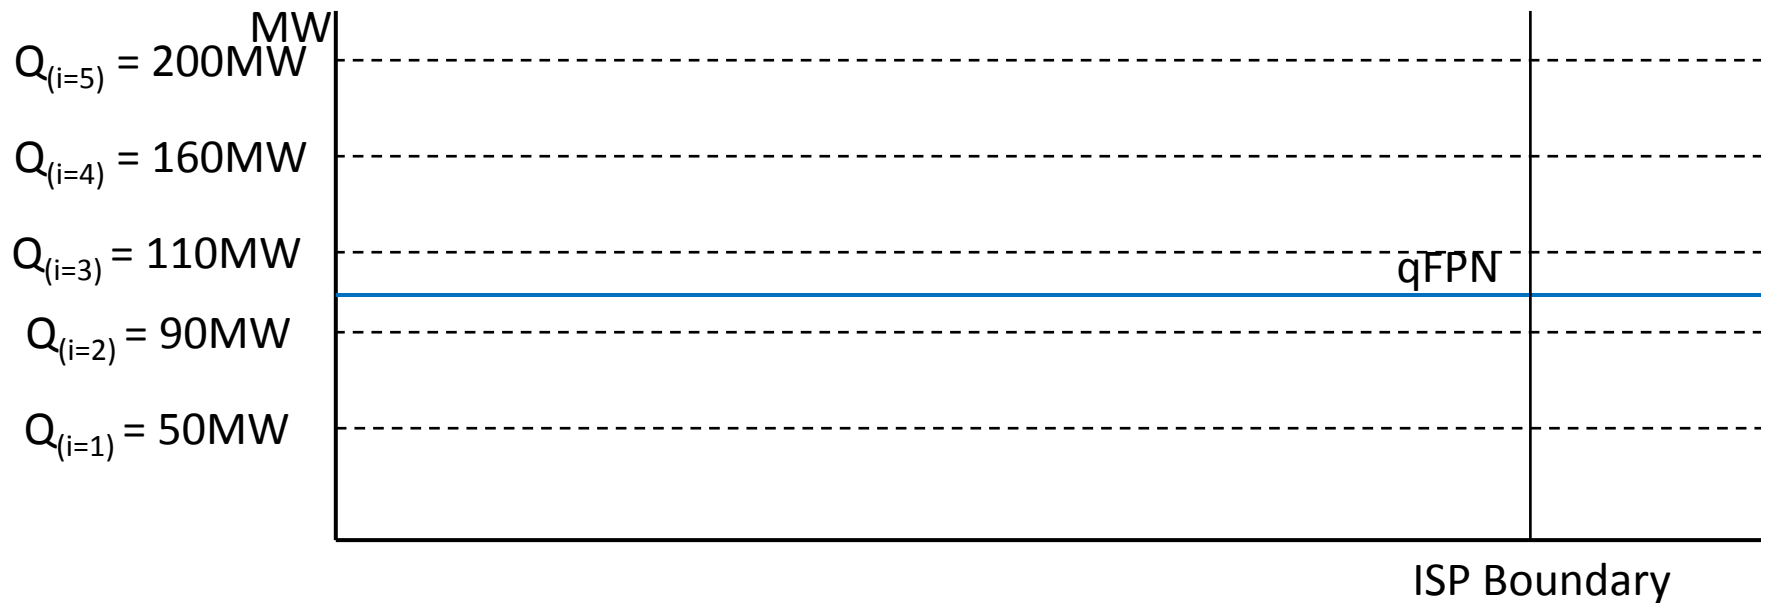 MW
Q(i=5) = 200MW
Q(i=4) = 160MW
Q(i=3) = 110MW
qFPN
Q(i=2) = 90MW
Q(i=1) = 50MW
ISP Boundary